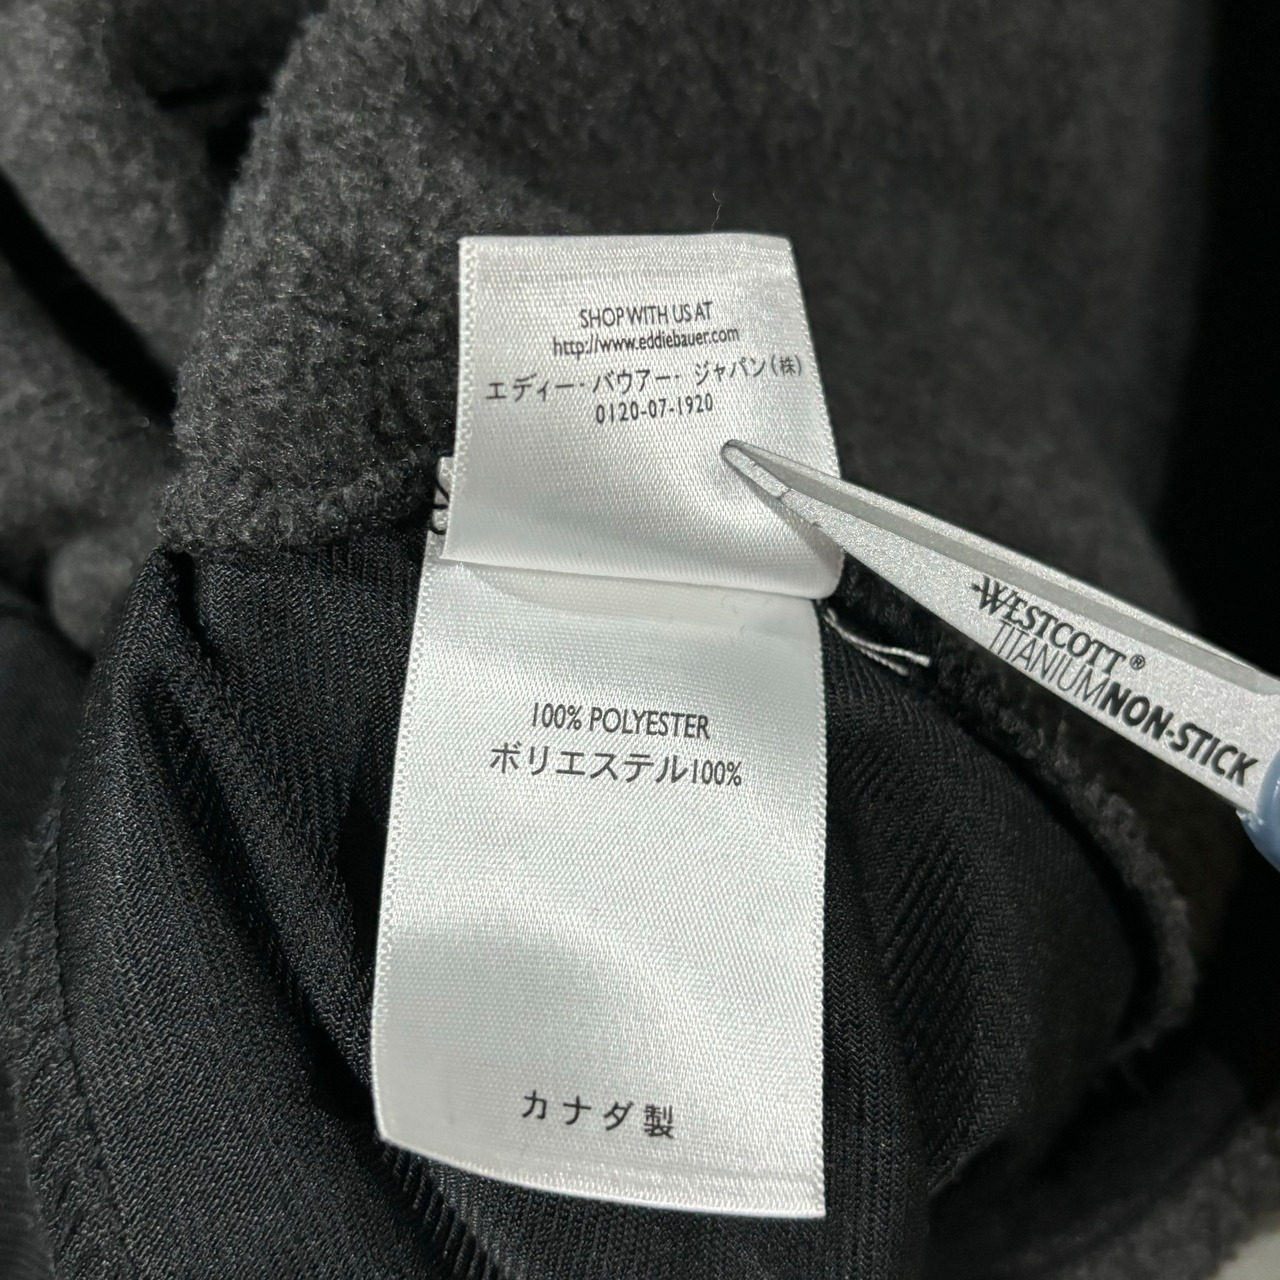 SHOP WITH US AT
http://www.eddiebauer.com
エディー・バウアー・ジャパン(株)
0120-07-1920
WESTCOTT®
TITANIUM NON-STICK
100% POLYESTER
ポリエステル100%
カナダ製